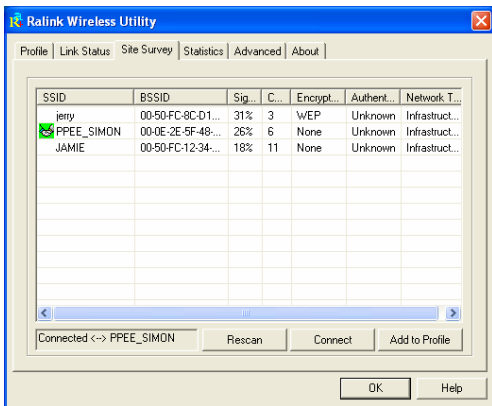 Ralink Wireless Utility
Profile Link Status Site Survey Statistics Advanced About
SSID BSSID Sig... C... Encrypt... Authent... Network T...
jerry 00-50-FC-8C-D1... 31% 3 WEP Unknown Infrastruct...
PPEE_SIMON 00-0E-2E-5F-48-... 26% 6 None Unknown Infrastruct...
JAMIE 00-50-FC-12-34-... 18% 11 None Unknown Infrastruct...
Connected <--> PPEE_SIMON Rescan Connect Add to Profile
OK Help